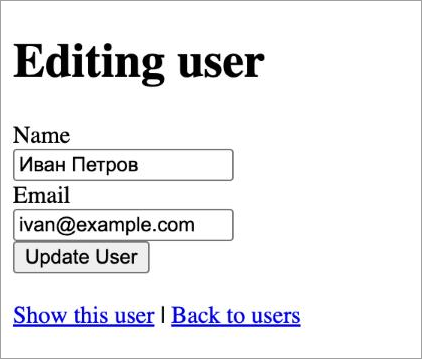 Editing user
Name
Иван Петров
Email
ivan@example.com
Update User
Show this user | Back to users